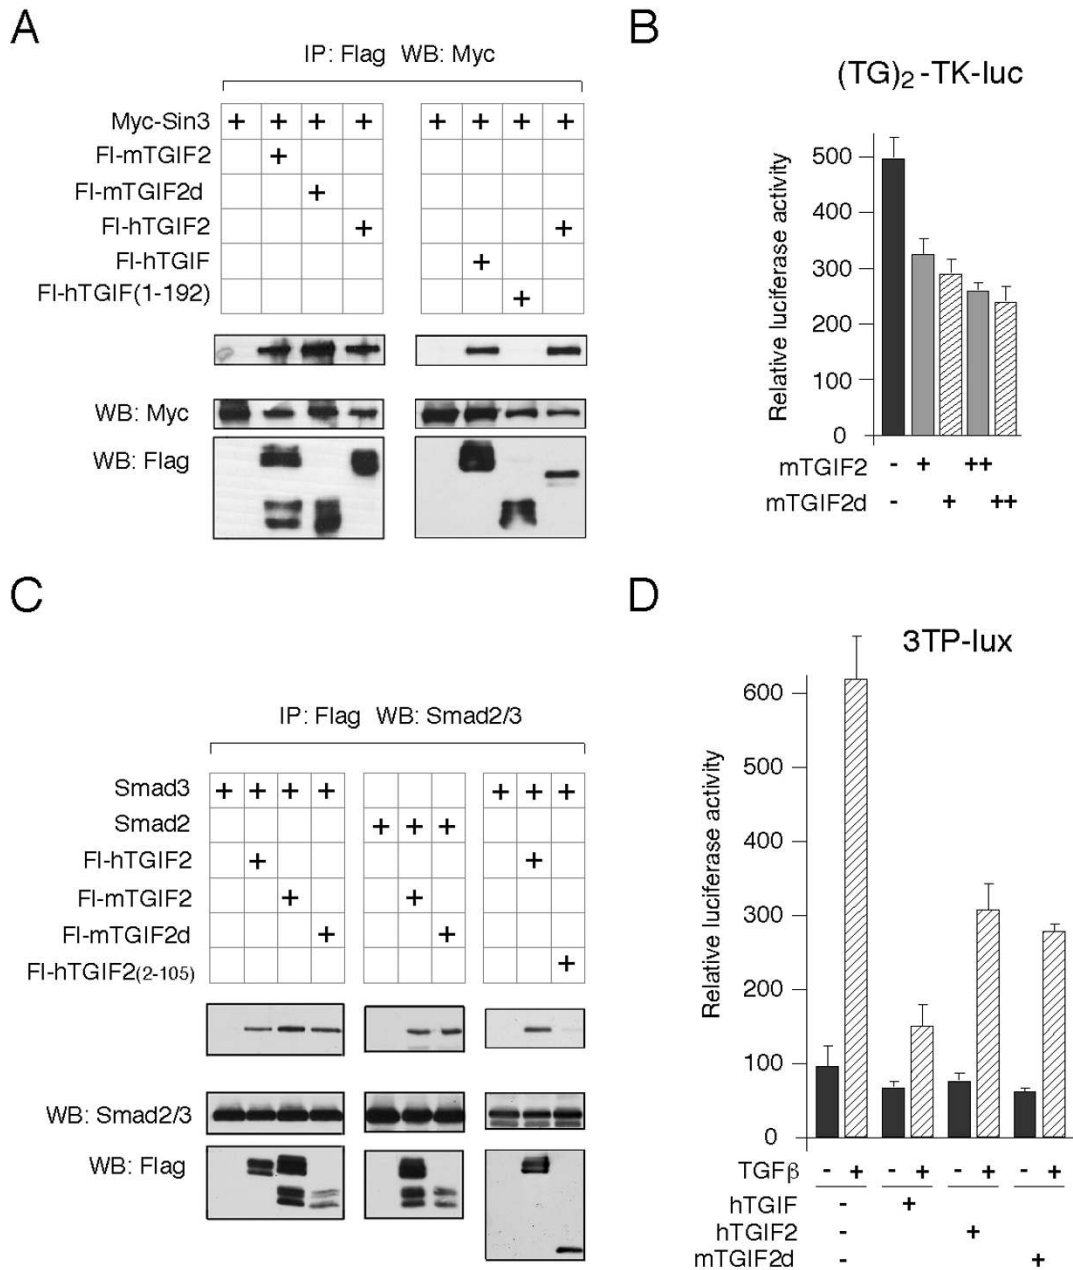 A
IP: Flag WB: Myc
Myc-Sin3 + + + + + + + +
Fl-mTGIF2 +
Fl-mTGIF2d +
Fl-hTGIF2 + +
Fl-hTGIF +
Fl-hTGIF(1-192) +
WB: Myc
WB: Flag
B
(TG)2-TK-luc
Relative luciferase activity
500
400
300
200
100
0
mTGIF2 - + ++
mTGIF2d - + ++
C
IP: Flag WB: Smad2/3
Smad3 + + + + + + +
Smad2 + + +
Fl-hTGIF2 + +
Fl-mTGIF2 + +
Fl-mTGIF2d + +
Fl-hTGIF2(2-105) +
WB: Smad2/3
WB: Flag
D
3TP-lux
Relative luciferase activity
600
500
400
300
200
100
0
TGFβ - + - + - + - +
hTGIF - +
hTGIF2 - +
mTGIF2d - +